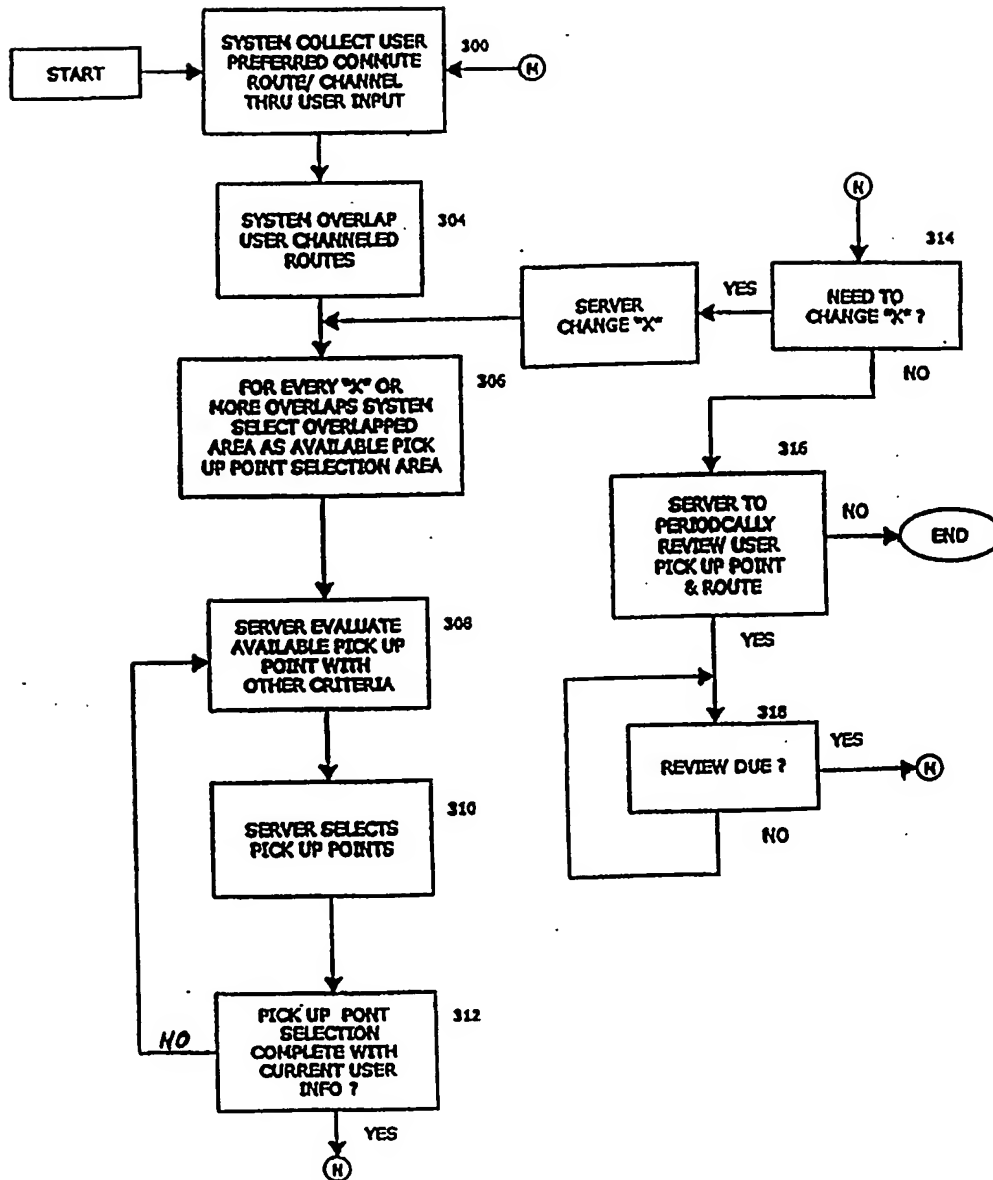 START
SYSTEM COLLECT USER
PREFERRED COMMUTE
ROUTE/ CHANNEL
THRU USER INPUT
300
M
SYSTEM OVERLAP
USER CHANNELED
ROUTES
304
N
314
NEED TO
CHANGE "X" ?
YES
SERVER
CHANGE "X"
NO
FOR EVERY "X" OR
MORE OVERLAPS SYSTEM
SELECT OVERLAPPED
AREA AS AVAILABLE PICK
UP POINT SELECTION AREA
306
316
SERVER TO
PERIODCALLY
REVIEW USER
PICK UP POINT
& ROUTE
NO
END
YES
SERVER EVALUATE
AVAILABLE PICK UP
POINT WITH
OTHER CRITERIA
308
318
REVIEW DUE ?
YES
M
NO
SERVER SELECTS
PICK UP POINTS
310
PICK UP PONT
SELECTION
COMPLETE WITH
CURRENT USER
INFO ?
312
NO
YES
N